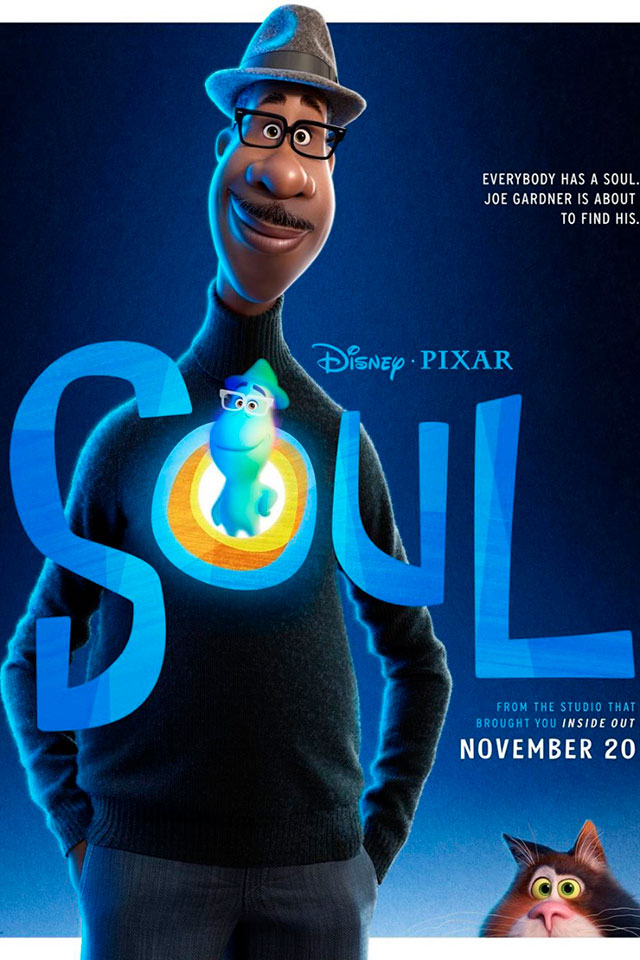 EVERYBODY HAS A SOUL.
JOE GARDNER IS ABOUT
TO FIND HIS.
Disney · PIXAR
SOUL
FROM THE STUDIO THAT
BROUGHT YOU INSIDE OUT
NOVEMBER 20